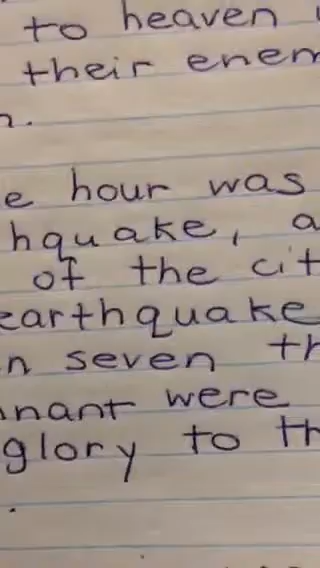 to heaven
their enem
n.
e hour was
hquake, a
of the cit
earthquake
n seven th
nant were
glory to th
.